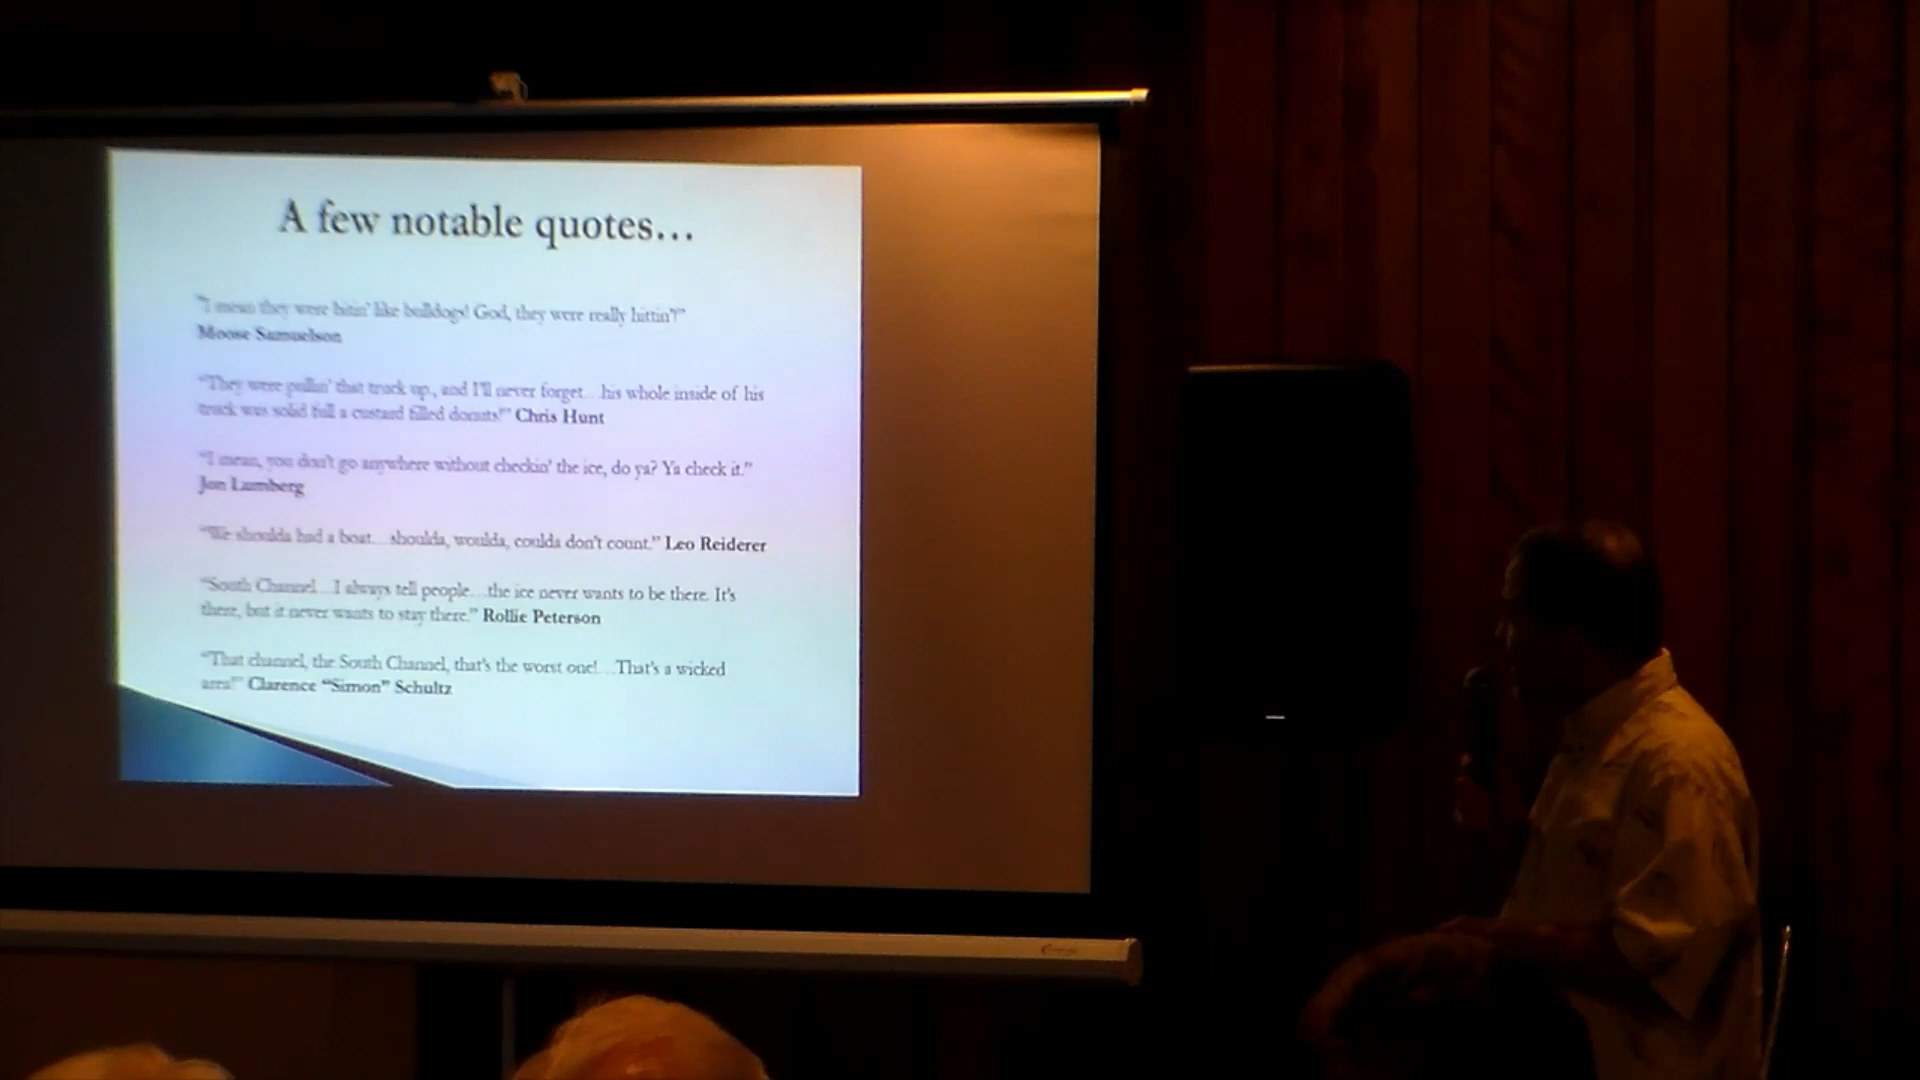 A few notable quotes...
"I mean they were hittin' like bulldogs! God, they were really hittin'!"
Moose Samuelson
"They were pullin' that truck up, and I'll never forget...his whole inside of his
truck was solid full a custard filled donuts!" Chris Hunt
"I mean, you don't go anywhere without checkin' the ice, do ya? Ya check it."
Jon Lumberg
"We shoulda had a boat...shoulda, woulda, coulda don't count." Leo Reiderer
"South Channel...I always tell people...the ice never wants to be there. It's
there, but it never wants to stay there." Rollie Peterson
"That channel, the South Channel, that's the worst one!...That's a wicked
area!" Clarence "Simon" Schultz